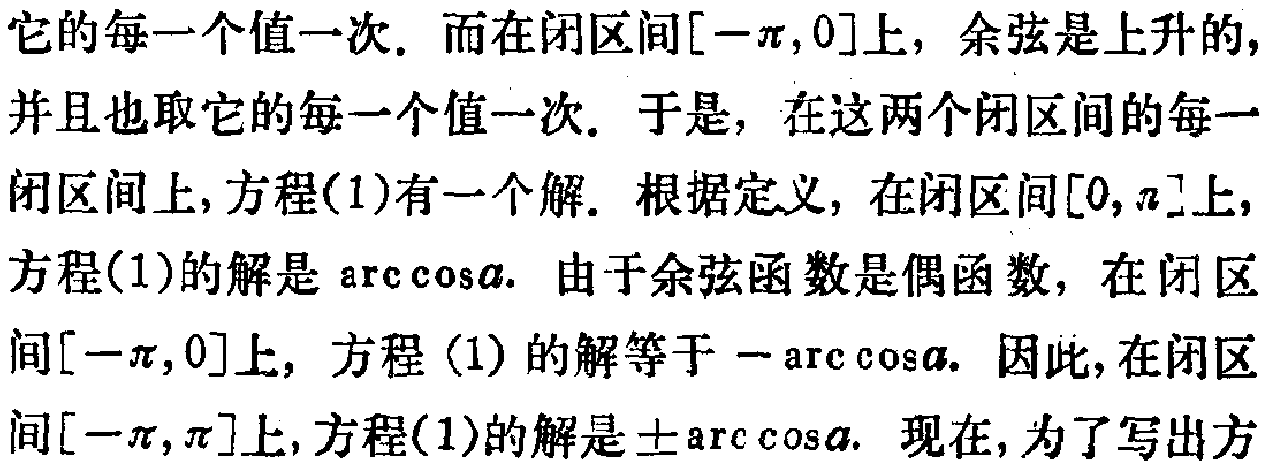 它的每一个值一次. 而在闭区间[-π,0]上, 余弦是上升的,
并且也取它的每一个值一次. 于是, 在这两个闭区间的每一
闭区间上, 方程(1)有一个解. 根据定义, 在闭区间[0, π]上,
方程(1)的解是 arc cosa. 由于余弦函数是偶函数, 在闭区
间[-π,0]上, 方程 (1) 的解等于 -arc cosa. 因此, 在闭区
间[-π, π]上, 方程(1)的解是±arc cosa. 现在, 为了写出方